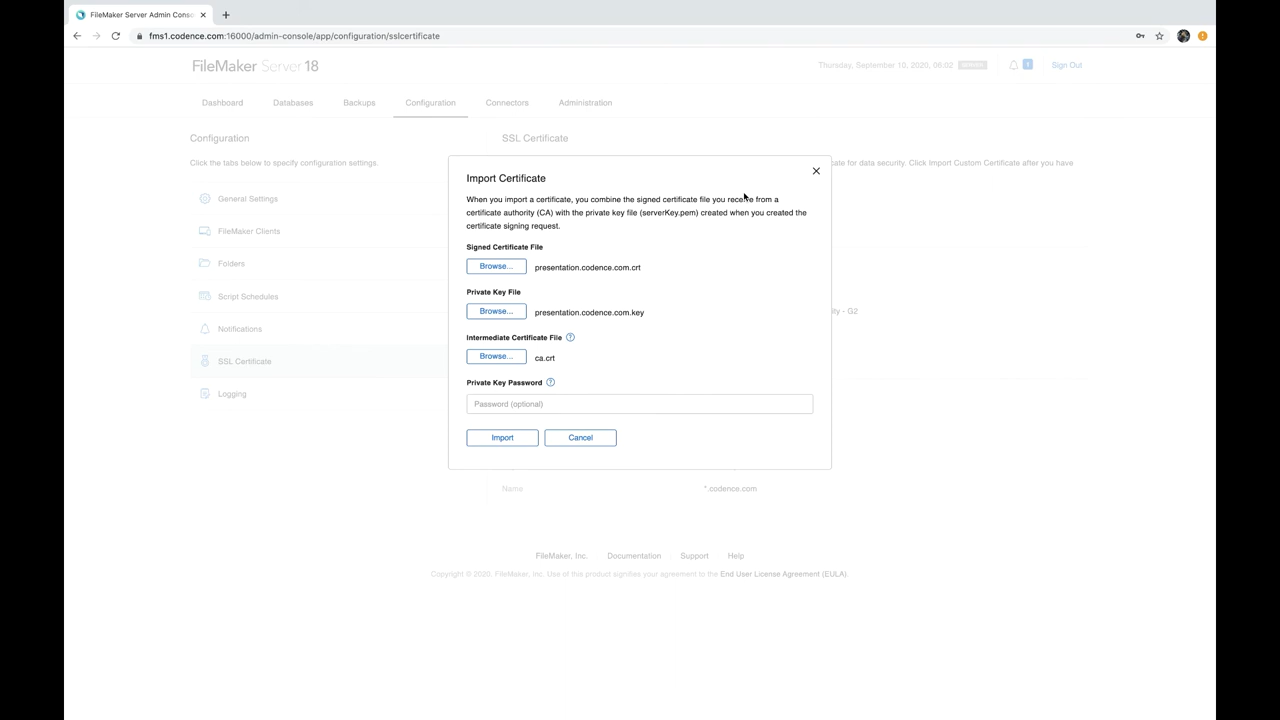 FileMaker Server Admin Conso
fms1.codence.com:16000/admin-console/app/configuration/sslcertificate
FileMaker Server 18
Thursday, September 10, 2020, 06:02
Sign Out
Dashboard Databases Backups Configuration Connectors Administration
Configuration
Click the tabs below to specify configuration settings.
General Settings
FileMaker Clients
Folders
Script Schedules
Notifications
SSL Certificate
Logging
SSL Certificate
cate for data security. Click Import Custom Certificate after you have
ity - G2
Import Certificate
When you import a certificate, you combine the signed certificate file you receive from a
certificate authority (CA) with the private key file (serverKey.pem) created when you created the
certificate signing request.
Signed Certificate File
Browse... presentation.codence.com.crt
Private Key File
Browse... presentation.codence.com.key
Intermediate Certificate File ?
Browse... ca.crt
Private Key Password ?
Password (optional)
Import Cancel
Name *.codence.com
FileMaker, Inc. Documentation Support Help
Copyright © 2020, FileMaker, Inc. Use of this product signifies your agreement to the End User License Agreement (EULA).